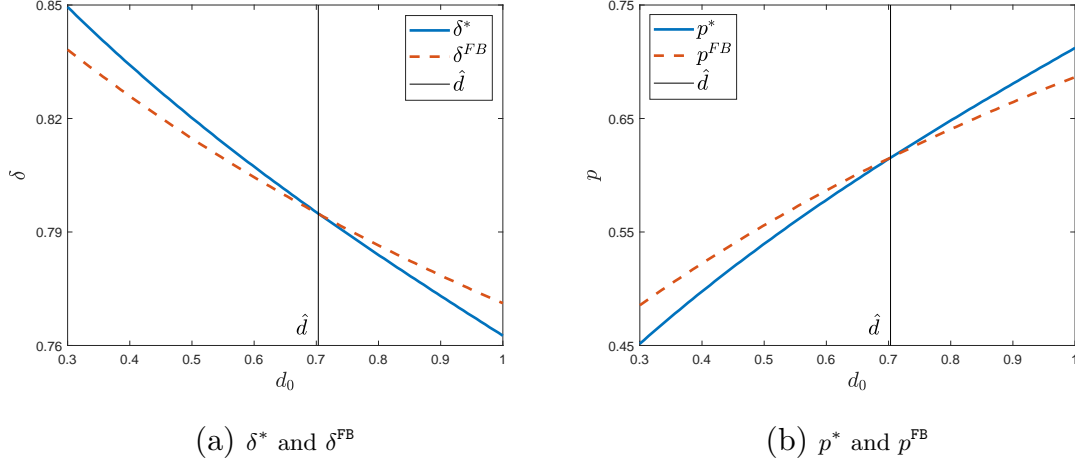 0.85
0.82
0.79
0.76
δ
0.3 0.4 0.5 0.6 0.7 0.8 0.9 1
d₀
δ*
δ^{FB}
d̂
d̂
(a) δ* and δ^{FB}
0.75
0.65
0.55
0.45
p
0.3 0.4 0.5 0.6 0.7 0.8 0.9 1
d₀
p*
p^{FB}
d̂
d̂
(b) p* and p^{FB}